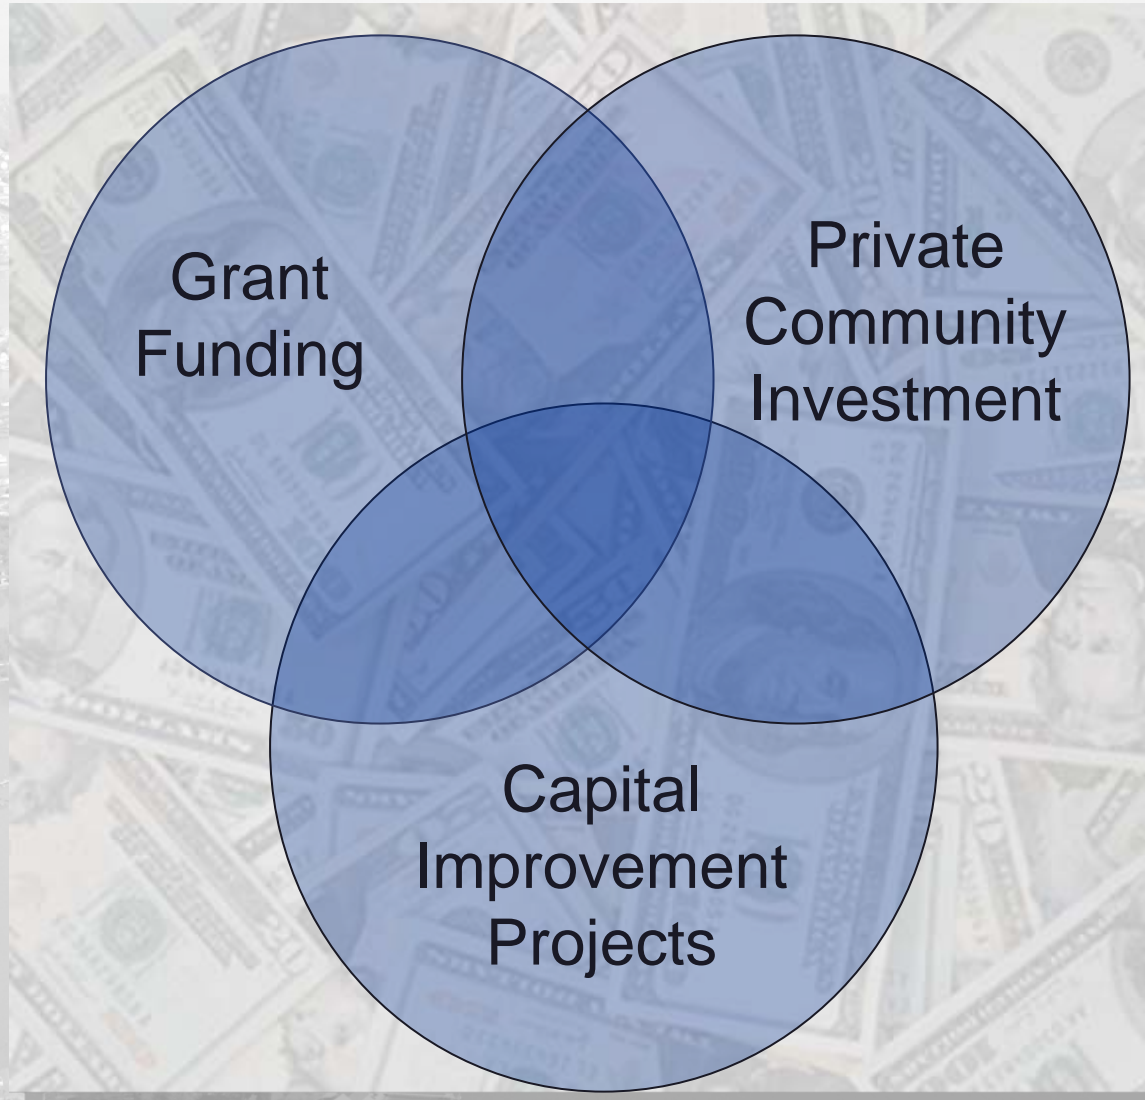 Grant
Funding
Private
Community
Investment
Capital
Improvement
Projects